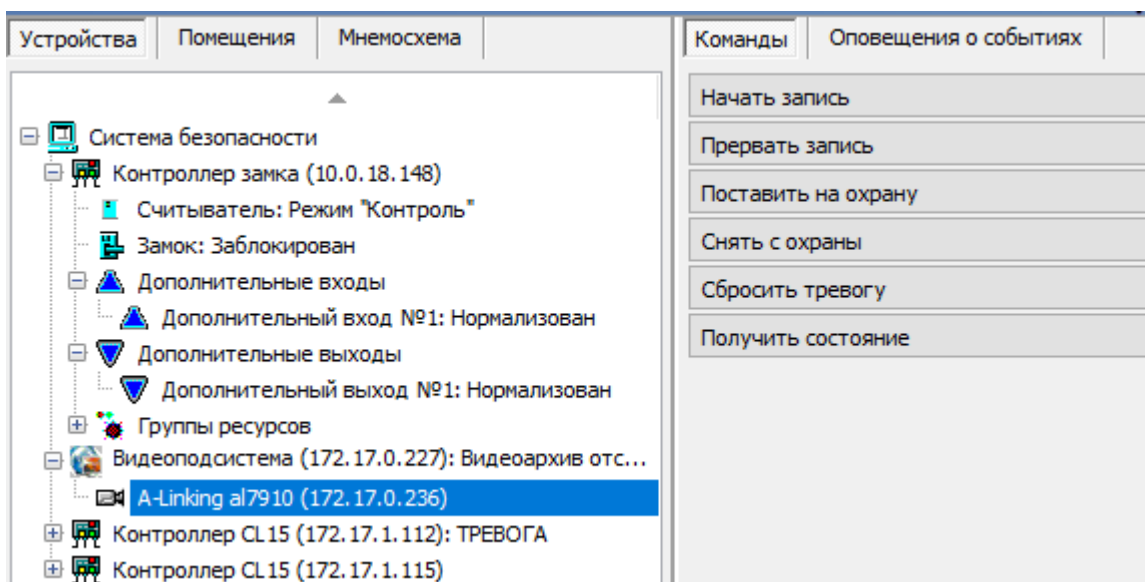 Устройства Помещения Мнемосхема
Система безопасности
Контроллер замка (10.0.18.148)
Считыватель: Режим "Контроль"
Замок: Заблокирован
Дополнительные входы
Дополнительный вход №1: Нормализован
Дополнительные выходы
Дополнительный выход №1: Нормализован
Группы ресурсов
Видеоподсистема (172.17.0.227): Видеоархив отс...
A-Linking al7910 (172.17.0.236)
Контроллер CL15 (172.17.1.112): ТРЕВОГА
Контроллер CL15 (172.17.1.115)
Команды Оповещения о событиях
Начать запись
Прервать запись
Поставить на охрану
Снять с охраны
Сбросить тревогу
Получить состояние